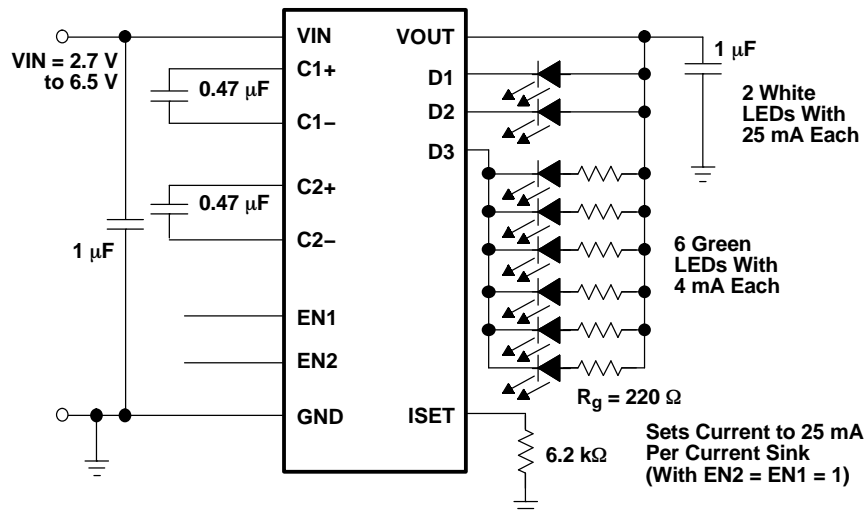 VIN
VOUT
VIN = 2.7 V
to 6.5 V
C1+
0.47 μF
C1−
C2+
0.47 μF
C2−
1 μF
EN1
EN2
GND
D1
D2
D3
ISET
1 μF
2 White
LEDs With
25 mA Each
6 Green
LEDs With
4 mA Each
Rg = 220 Ω
6.2 kΩ
Sets Current to 25 mA
Per Current Sink
(With EN2 = EN1 = 1)